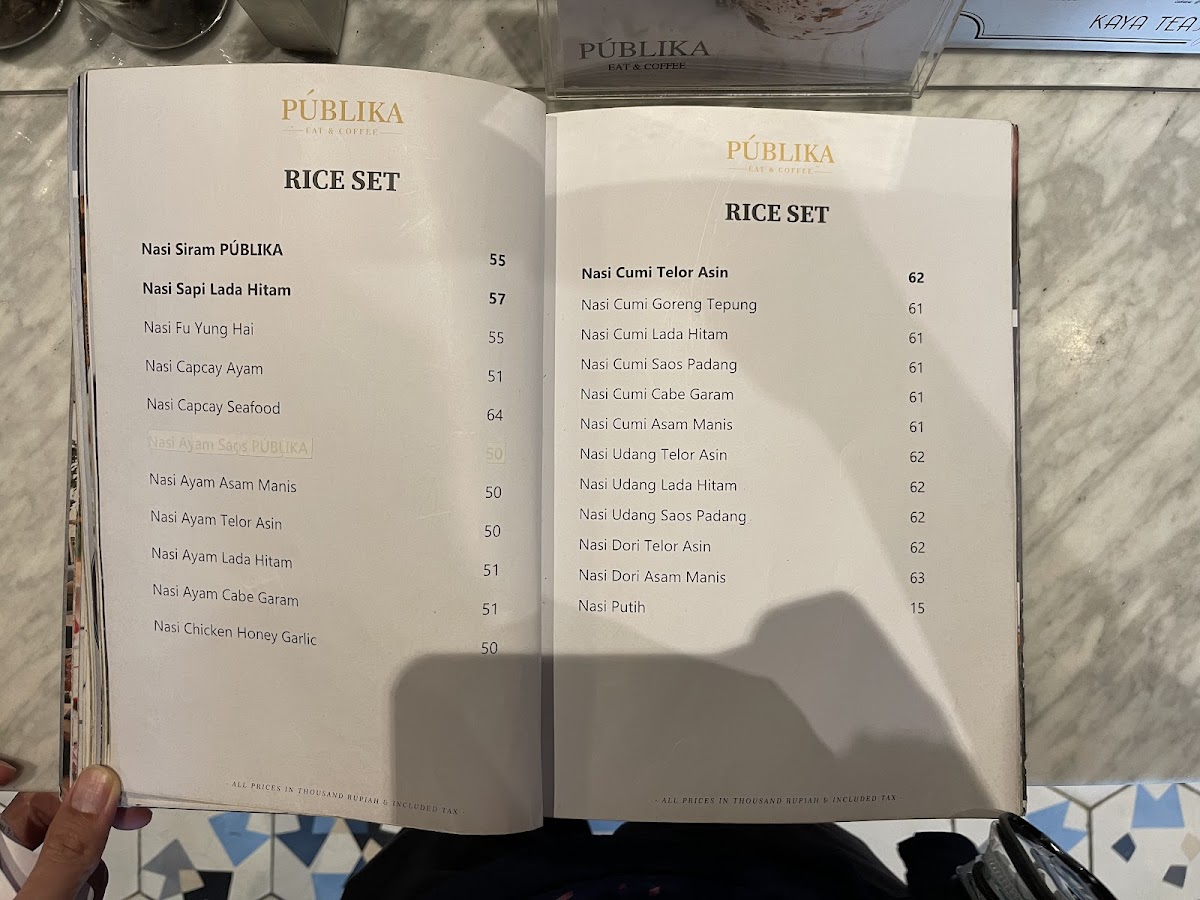 PÚBLIKA
EAT & COFFEE
KAYA
PÚBLIKA
EAT & COFFEE
RICE SET
Nasi Siram PÚBLIKA 55
Nasi Sapi Lada Hitam 57
Nasi Fu Yung Hai 55
Nasi Capcay Ayam 51
Nasi Capcay Seafood 64
Nasi Ayam Saos PÚBLIKA 50
Nasi Ayam Asam Manis 50
Nasi Ayam Telor Asin 50
Nasi Ayam Lada Hitam 51
Nasi Ayam Cabe Garam 51
Nasi Chicken Honey Garlic 50
- ALL PRICES IN THOUSAND RUPIAH & INCLUDED TAX -
PÚBLIKA
EAT & COFFEE
RICE SET
Nasi Cumi Telor Asin 62
Nasi Cumi Goreng Tepung 61
Nasi Cumi Lada Hitam 61
Nasi Cumi Saos Padang 61
Nasi Cumi Cabe Garam 61
Nasi Cumi Asam Manis 61
Nasi Udang Telor Asin 62
Nasi Udang Lada Hitam 62
Nasi Udang Saos Padang 62
Nasi Dori Telor Asin 62
Nasi Dori Asam Manis 63
Nasi Putih 15
- ALL PRICES IN THOUSAND RUPIAH & INCLUDED TAX -